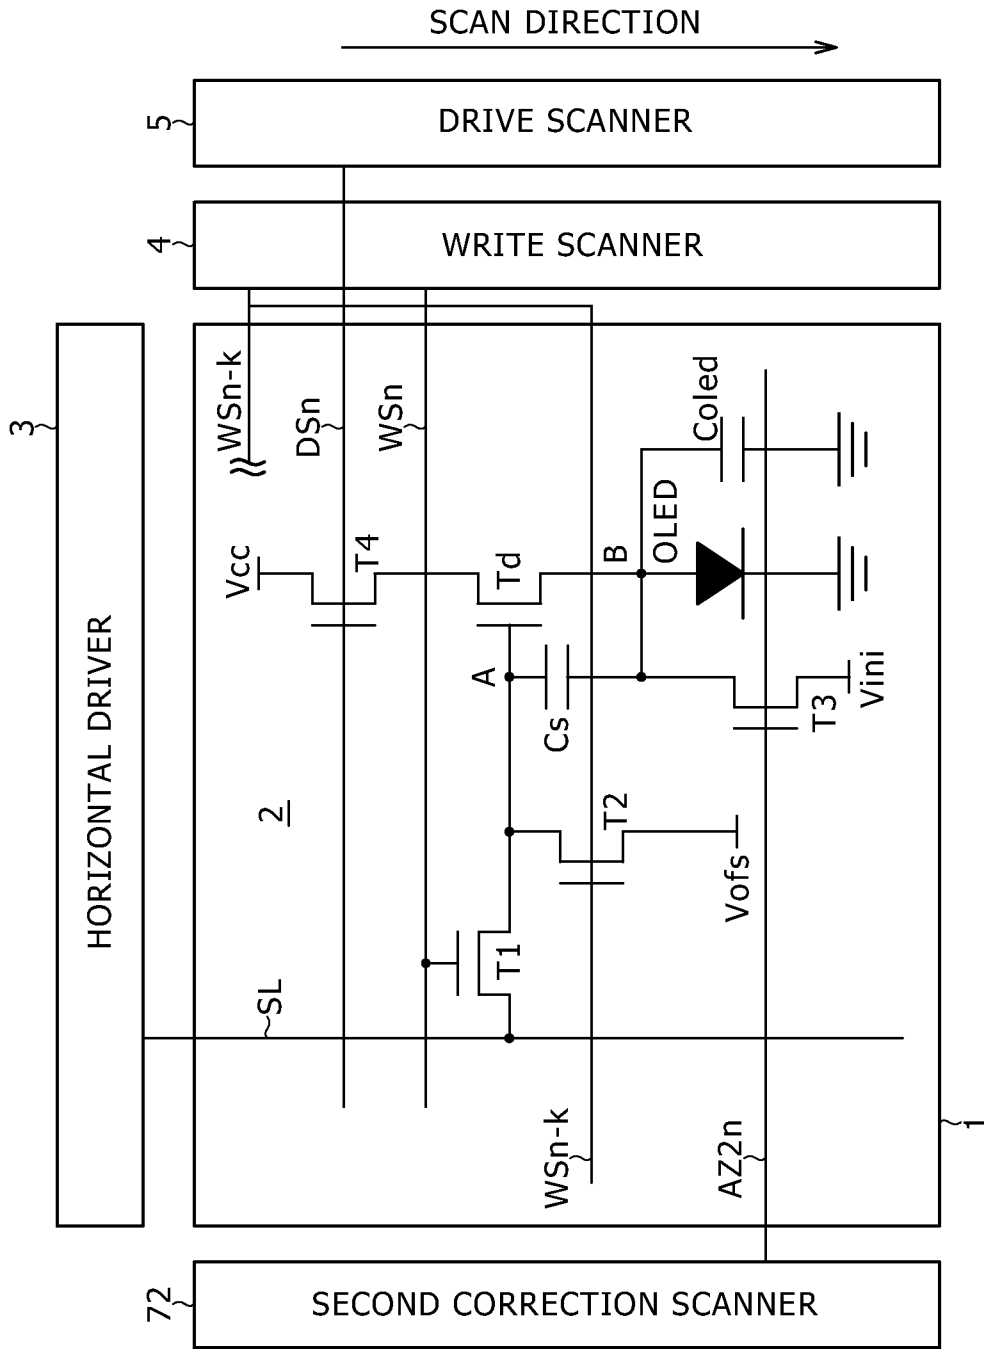 SCAN DIRECTION
5
DRIVE SCANNER
4
WRITE SCANNER
3
HORIZONTAL DRIVER
WSn-k
DSn
WSn
Coled
Vcc
T4
Td
B
OLED
A
Cs
T3
Vini
2
T2
Vofs
T1
SL
WSn-k
AZ2n
1
72
SECOND CORRECTION SCANNER